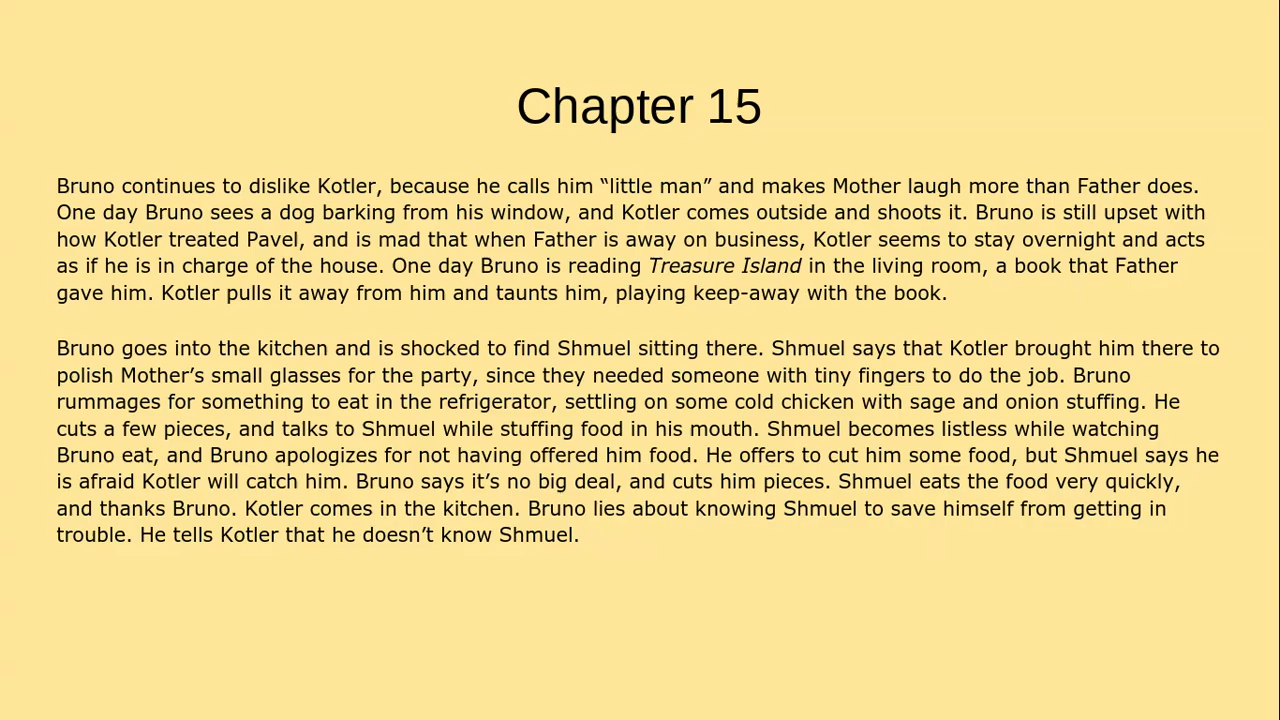 Chapter 15
Bruno continues to dislike Kotler, because he calls him “little man” and makes Mother laugh more than Father does.
One day Bruno sees a dog barking from his window, and Kotler comes outside and shoots it. Bruno is still upset with
how Kotler treated Pavel, and is mad that when Father is away on business, Kotler seems to stay overnight and acts
as if he is in charge of the house. One day Bruno is reading Treasure Island in the living room, a book that Father
gave him. Kotler pulls it away from him and taunts him, playing keep-away with the book.
Bruno goes into the kitchen and is shocked to find Shmuel sitting there. Shmuel says that Kotler brought him there to
polish Mother’s small glasses for the party, since they needed someone with tiny fingers to do the job. Bruno
rummages for something to eat in the refrigerator, settling on some cold chicken with sage and onion stuffing. He
cuts a few pieces, and talks to Shmuel while stuffing food in his mouth. Shmuel becomes listless while watching
Bruno eat, and Bruno apologizes for not having offered him food. He offers to cut him some food, but Shmuel says he
is afraid Kotler will catch him. Bruno says it’s no big deal, and cuts him pieces. Shmuel eats the food very quickly,
and thanks Bruno. Kotler comes in the kitchen. Bruno lies about knowing Shmuel to save himself from getting in
trouble. He tells Kotler that he doesn’t know Shmuel.